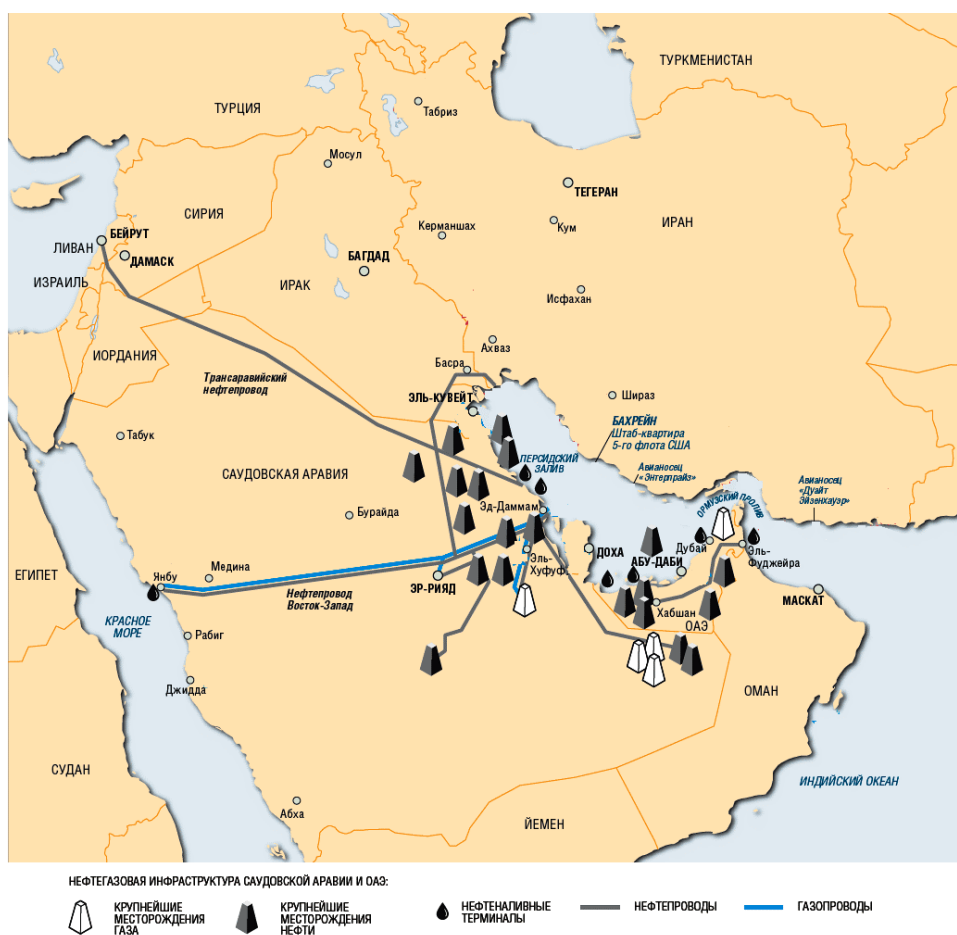 ТУРКМЕНИСТАН
ТУРЦИЯ
Табриз
Мосул
ТЕГЕРАН
СИРИЯ
Керманшах
Кум
ИРАН
БЕЙРУТ
ЛИВАН
ДАМАСК
БАГДАД
ИЗРАИЛЬ
ИРАК
Исфахан
ИОРДАНИЯ
Ахваз
Басра
Трансаравийский
нефтепровод
ЭЛЬ-КУВЕЙТ
Шираз
БАХРЕЙН
Штаб-квартира
5-го флота США
Табук
ПЕРСИДСКИЙ
ЗАЛИВ
Авианосец
«Энтерпрайз»
Авианосец
«Дуайт
Эйзенхауэр»
САУДОВСКАЯ АРАВИЯ
ОРМУЗСКИЙ ПРОЛИВ
Бурайда
Эд-Даммам
ДОХА
Дубай
Эль-
Фуджейра
АБУ-ДАБИ
Эль-
Хуфуф
ЕГИПЕТ
Янбу
Медина
ЭР-РИЯД
Нефтепровод
Восток-Запад
МАСКАТ
Хабшан
ОАЭ
КРАСНОЕ
МОРЕ
Рабиг
Джидда
ОМАН
СУДАН
ИНДИЙСКИЙ ОКЕАН
Абха
ЙЕМЕН
НЕФТЕГАЗОВАЯ ИНФРАСТРУКТУРА САУДОВСКОЙ АРАВИИ И ОАЭ:
КРУПНЕЙШИЕ
МЕСТОРОЖДЕНИЯ
ГАЗА
КРУПНЕЙШИЕ
МЕСТОРОЖДЕНИЯ
НЕФТИ
НЕФТЕНАЛИВНЫЕ
ТЕРМИНАЛЫ
НЕФТЕПРОВОДЫ
ГАЗОПРОВОДЫ